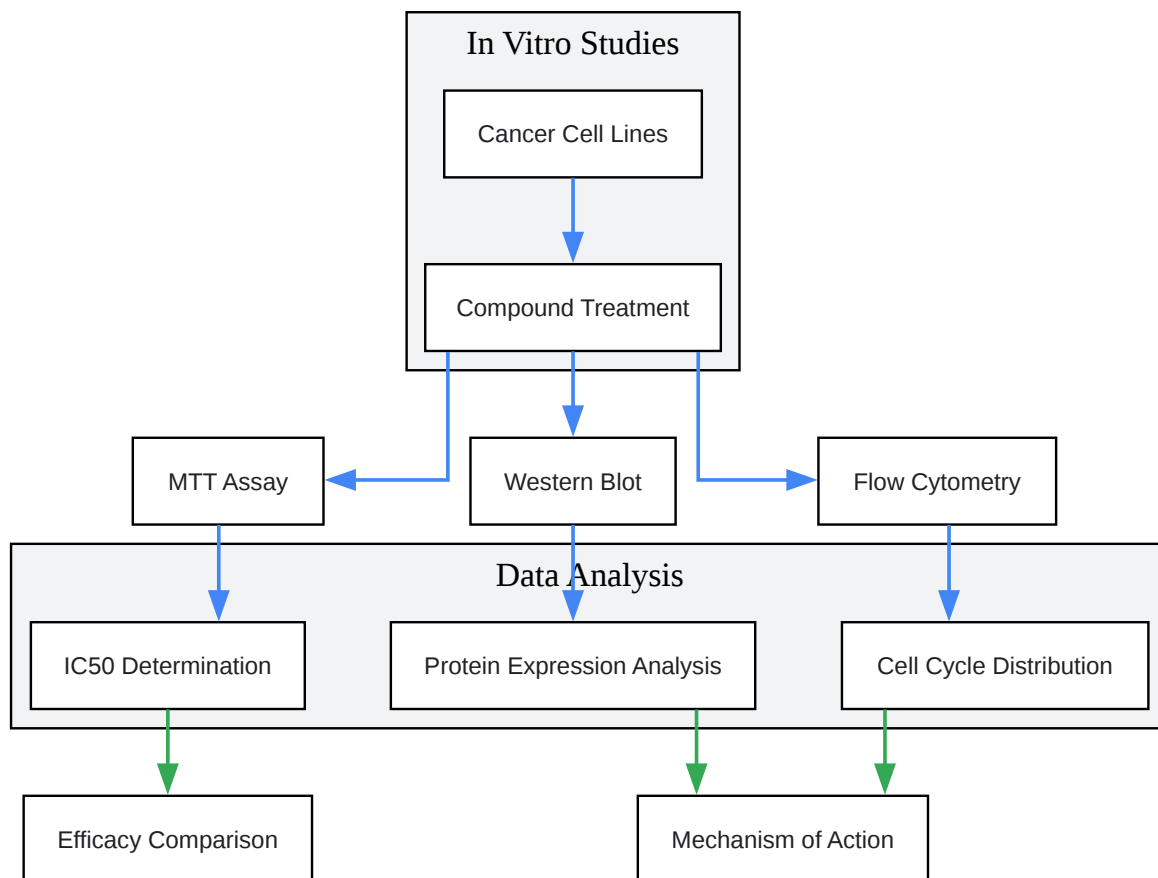 In Vitro Studies
Cancer Cell Lines
Compound Treatment
MTT Assay
Western Blot
Flow Cytometry
Data Analysis
IC50 Determination
Protein Expression Analysis
Cell Cycle Distribution
Efficacy Comparison
Mechanism of Action